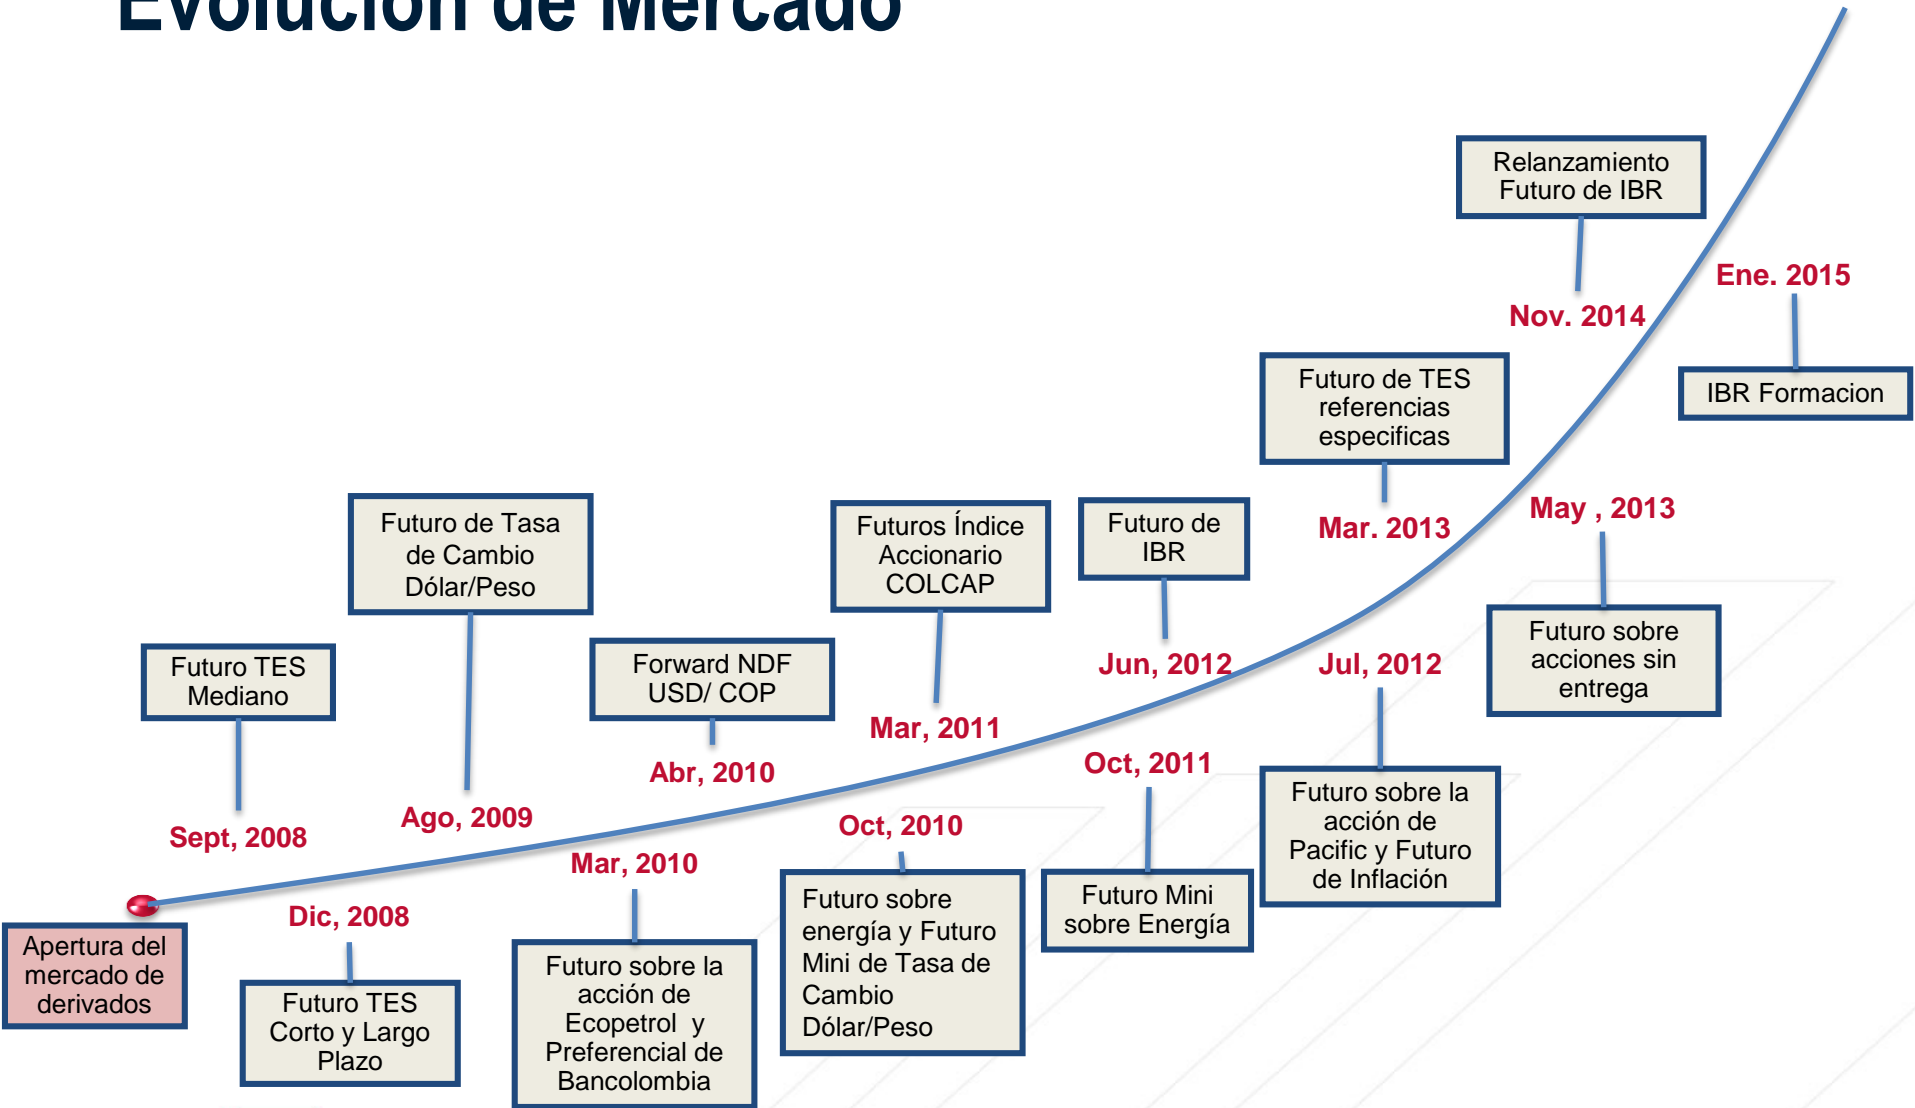 Evolución de Mercado
Relanzamiento
Futuro de IBR
Ene. 2015
Nov. 2014
IBR Formacion
Futuro de TES
referencias
especificas
Mar. 2013
May , 2013
Futuro sobre
acciones sin
entrega
Futuro de Tasa
de Cambio
Dólar/Peso
Futuros Índice
Accionario
COLCAP
Futuro de
IBR
Jun, 2012
Jul, 2012
Futuro TES
Mediano
Forward NDF
USD/ COP
Mar, 2011
Abr, 2010
Oct, 2011
Sept, 2008
Ago, 2009
Oct, 2010
Futuro sobre la
acción de
Pacific y Futuro
de Inflación
Mar, 2010
Dic, 2008
Futuro Mini
sobre Energía
Apertura del
mercado de
derivados
Futuro TES
Corto y Largo
Plazo
Futuro sobre la
acción de
Ecopetrol y
Preferencial de
Bancolombia
Futuro sobre
energía y Futuro
Mini de Tasa de
Cambio
Dólar/Peso